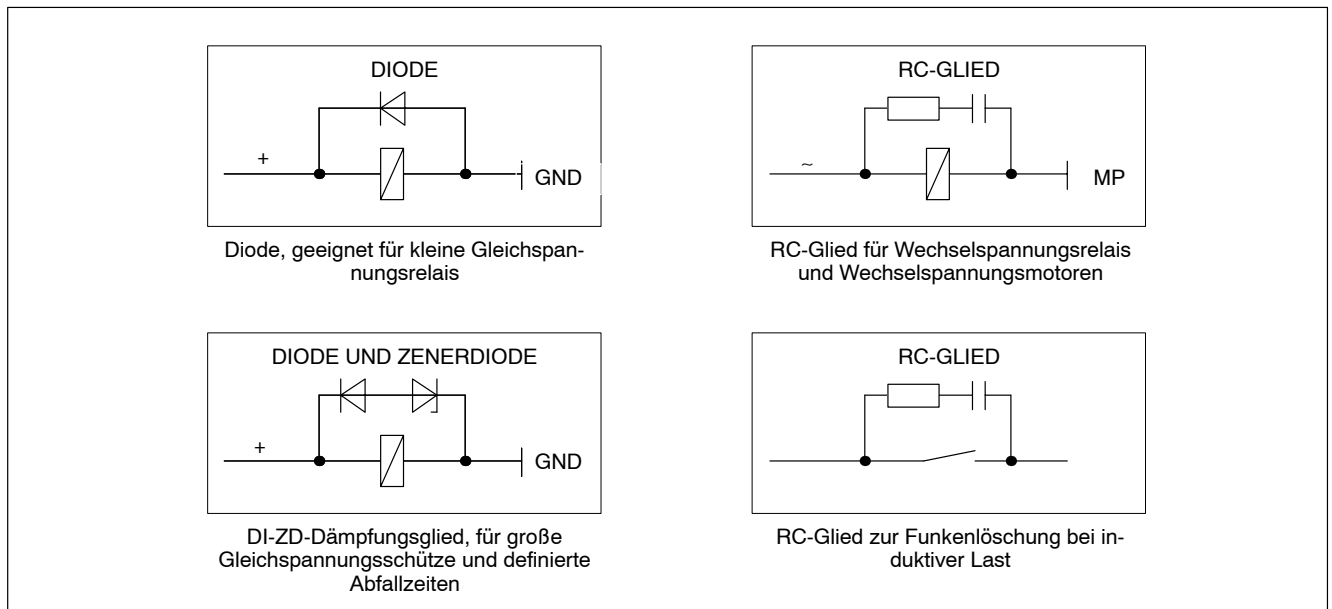 DIODE
+
GND
Diode, geeignet für kleine Gleichspan-
nungsrelais
RC-GLIED
~
MP
RC-Glied für Wechselspannungsrelais
und Wechselspannungsmotoren
DIODE UND ZENERDIODE
+
GND
DI-ZD-Dämpfungsglied, für große
Gleichspannungsschütze und definierte
Abfallzeiten
RC-GLIED
RC-Glied zur Funkenlöschung bei in-
duktiver Last